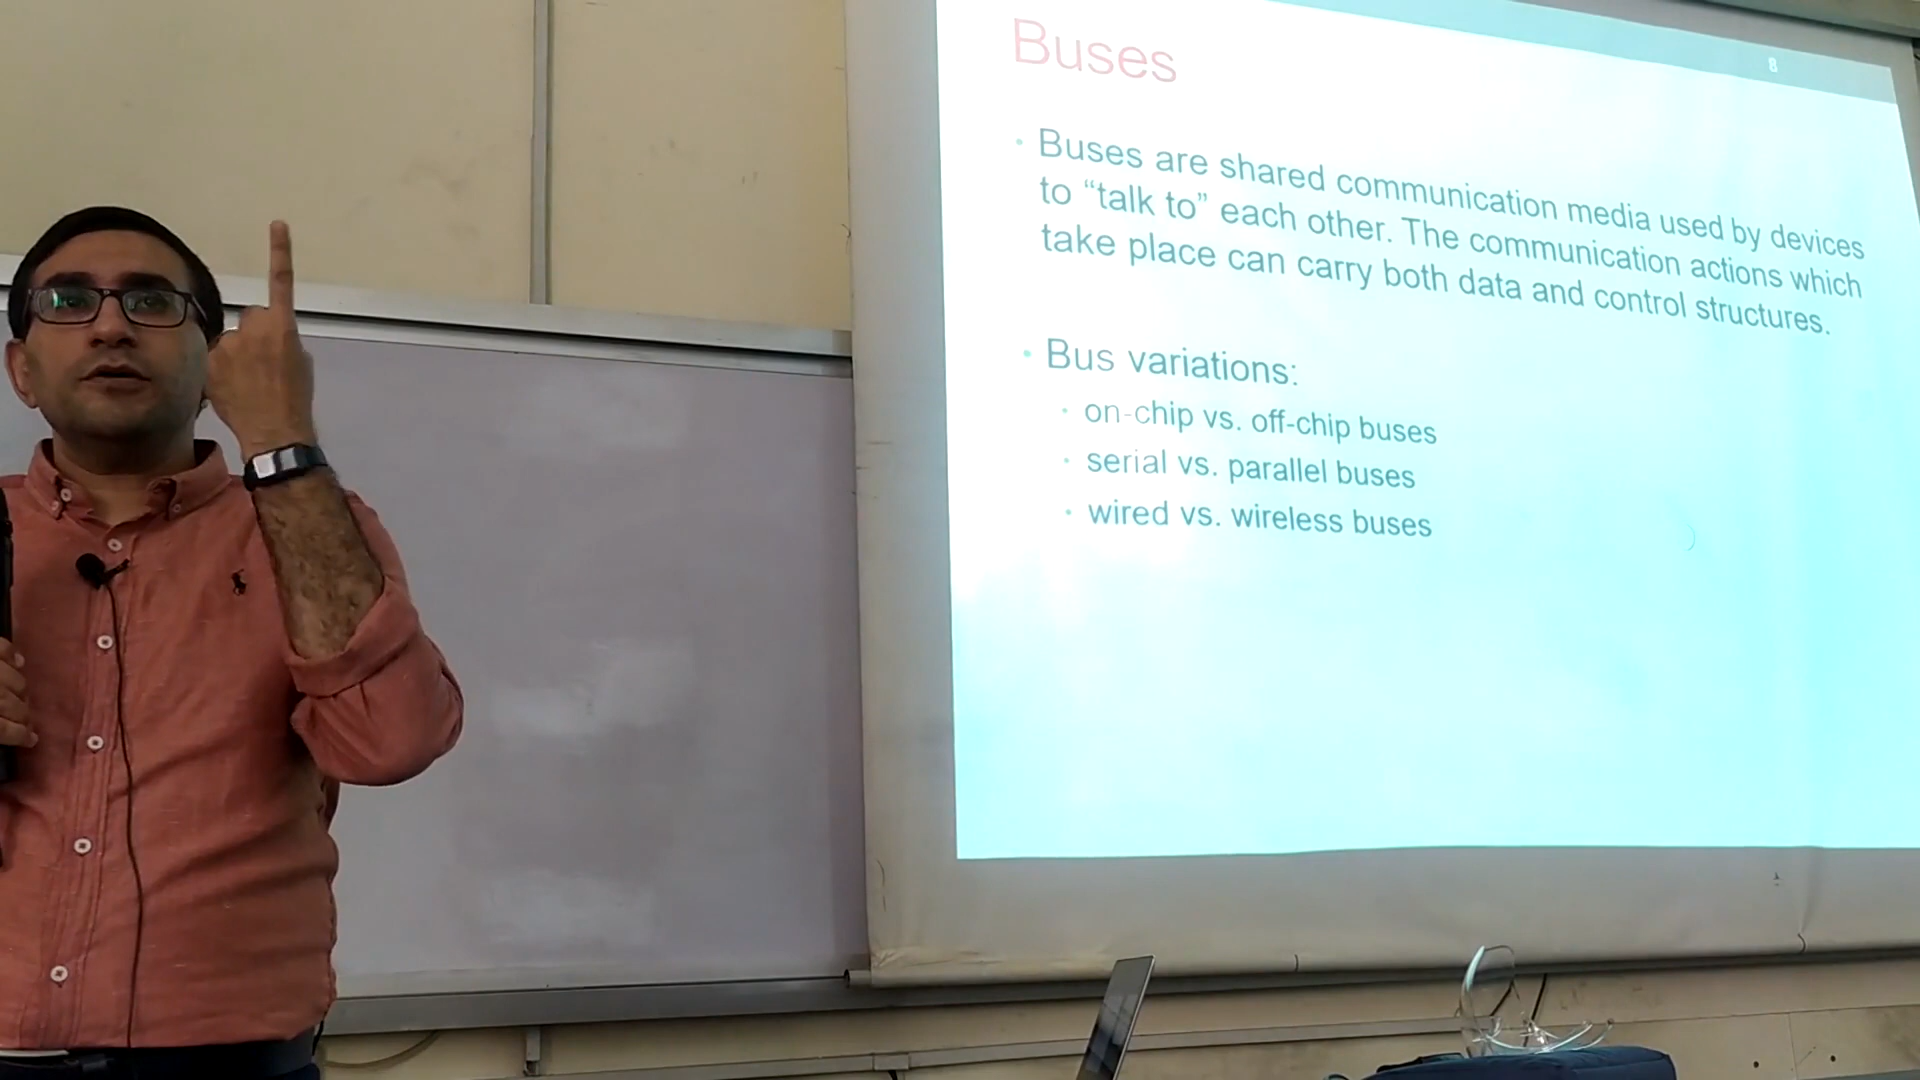 8
Buses
• Buses are shared communication media used by devices
to “talk to” each other. The communication actions which
take place can carry both data and control structures.
• Bus variations:
• on-chip vs. off-chip buses
• serial vs. parallel buses
• wired vs. wireless buses